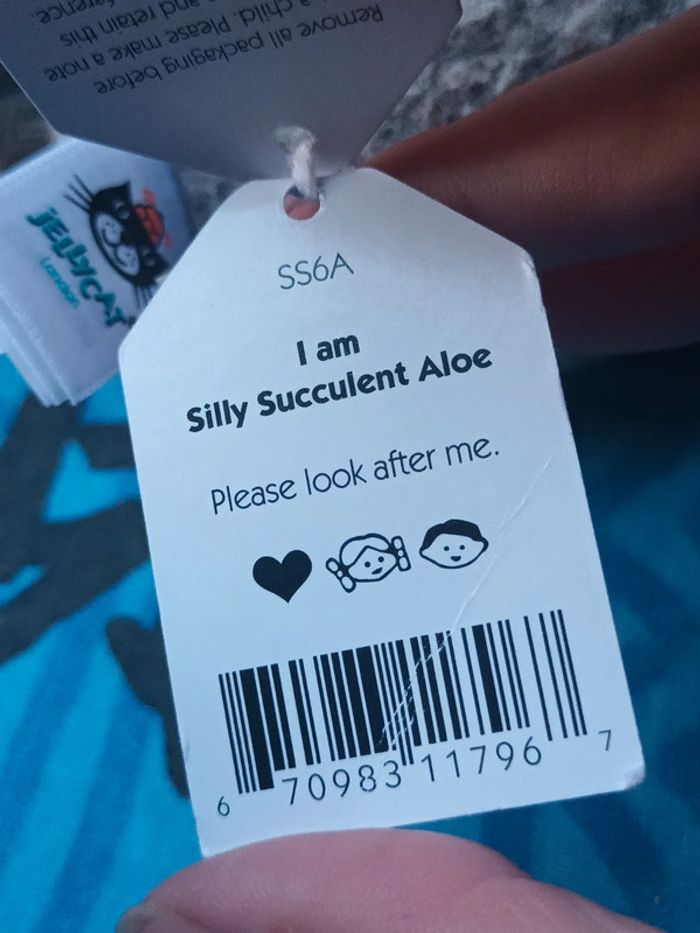 Remove all packaging before
a child. Please make a note
and retain this
SS6A
I am
Silly Succulent Aloe
Please look after me.
6 70983 11796 7
JELLYCAT
London